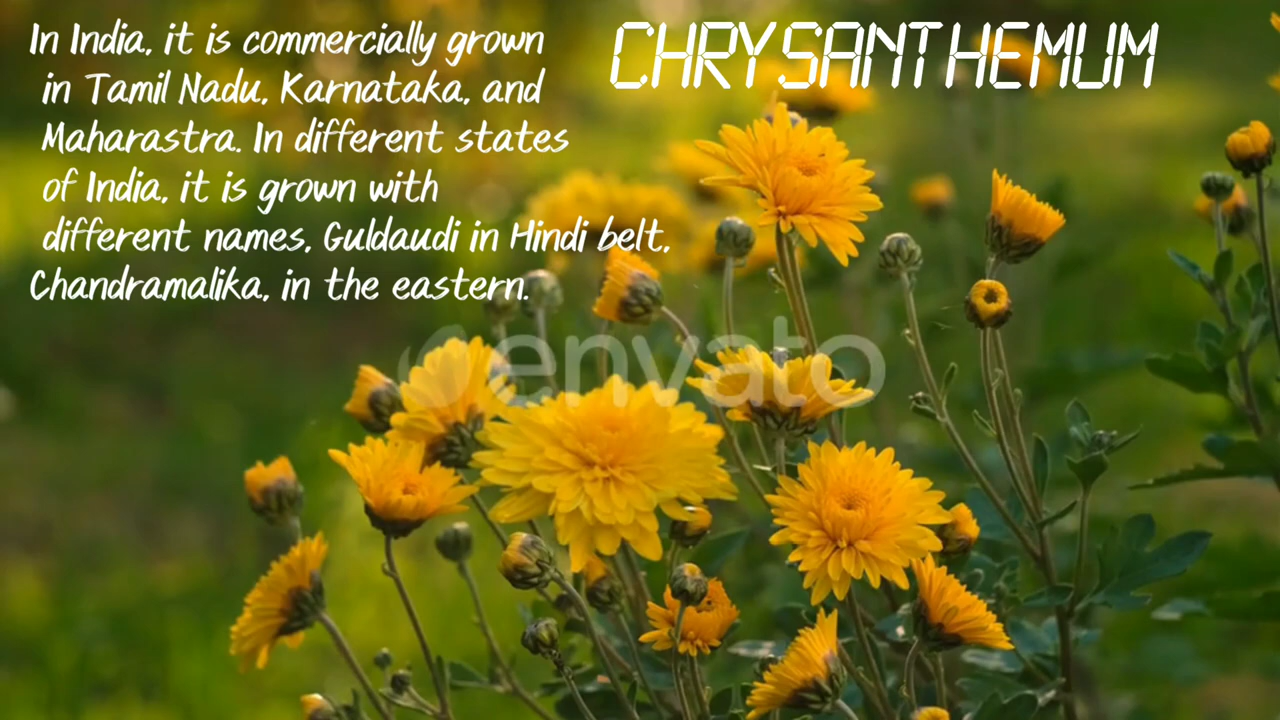 CHRYSANTHEMUM
In India, it is commercially grown
in Tamil Nadu, Karnataka, and
Maharastra. In different states
of India, it is grown with
different names, Guldaudi in Hindi belt,
Chandramalika, in the eastern.
envato